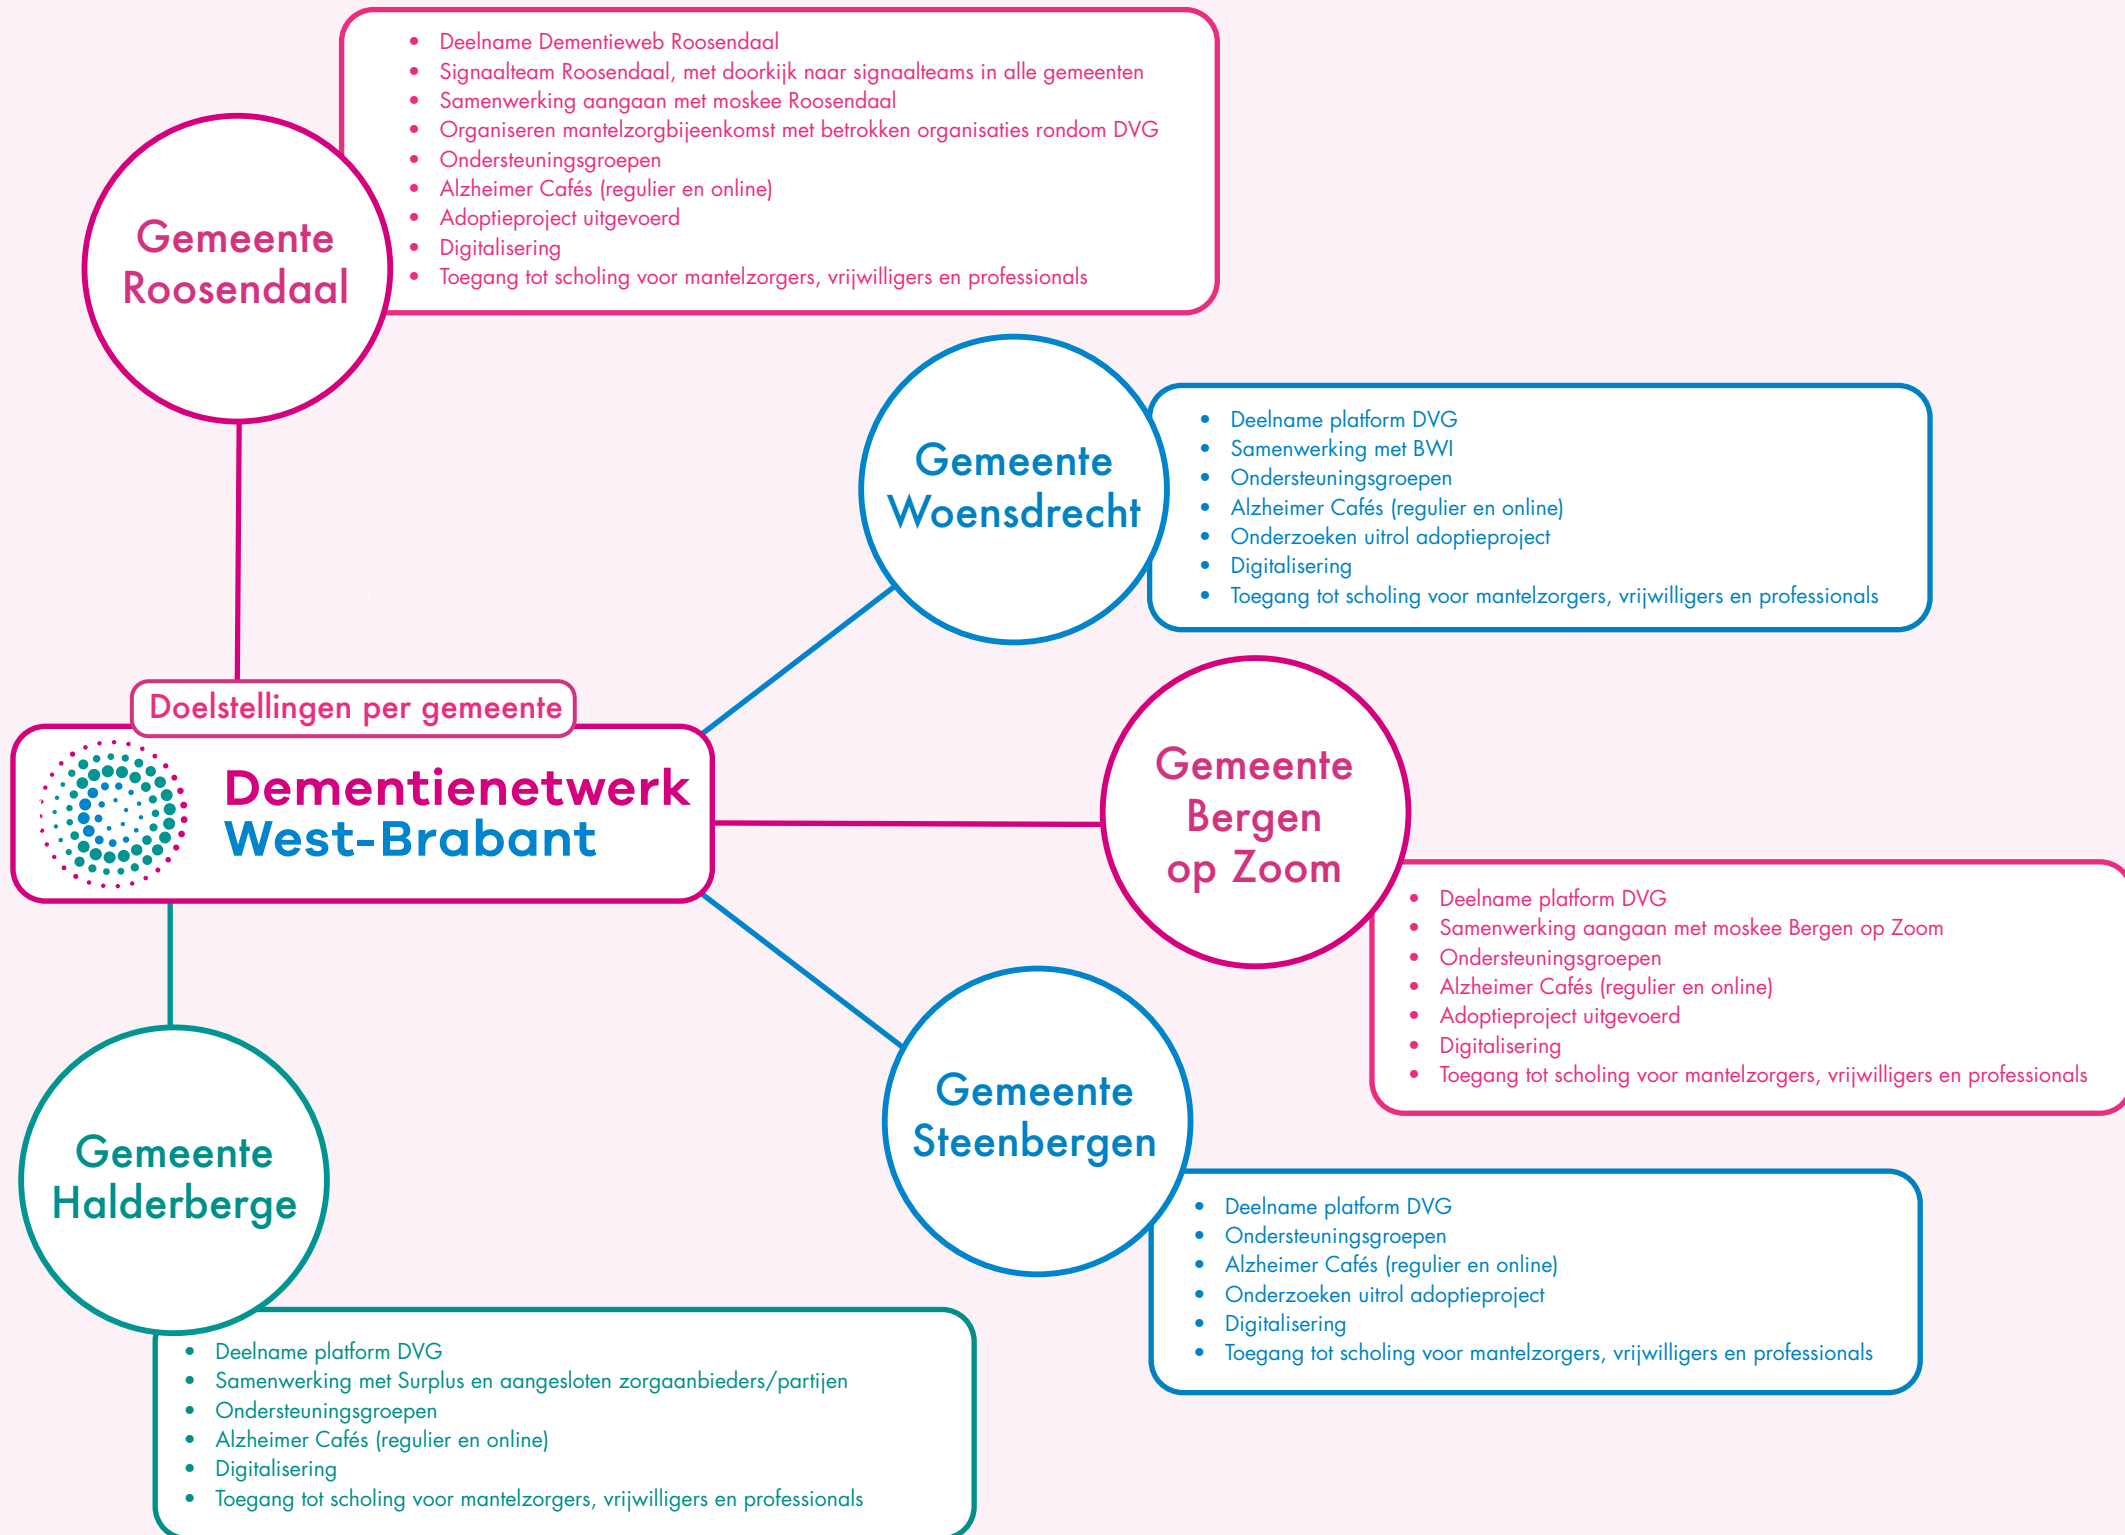 • Deelname Dementieweb Roosendaal
• Signaalteam Roosendaal, met doorkijk naar signaalteams in alle gemeenten
• Samenwerking aangaan met moskee Roosendaal
• Organiseren mantelzorgbijeenkomst met betrokken organisaties rondom DVG
• Ondersteuningsgroepen
• Alzheimer Cafés (regulier en online)
• Adoptieproject uitgevoerd
• Digitalisering
• Toegang tot scholing voor mantelzorgers, vrijwilligers en professionals
Gemeente
Roosendaal
Gemeente
Woensdrecht
• Deelname platform DVG
• Samenwerking met BWI
• Ondersteuningsgroepen
• Alzheimer Cafés (regulier en online)
• Onderzoeken uitrol adoptieproject
• Digitalisering
• Toegang tot scholing voor mantelzorgers, vrijwilligers en professionals
Doelstellingen per gemeente
Dementienetwerk
West-Brabant
Gemeente
Bergen
op Zoom
• Deelname platform DVG
• Samenwerking aangaan met moskee Bergen op Zoom
• Ondersteuningsgroepen
• Alzheimer Cafés (regulier en online)
• Adoptieproject uitgevoerd
• Digitalisering
• Toegang tot scholing voor mantelzorgers, vrijwilligers en professionals
Gemeente
Steenbergen
• Deelname platform DVG
• Ondersteuningsgroepen
• Alzheimer Cafés (regulier en online)
• Onderzoeken uitrol adoptieproject
• Digitalisering
• Toegang tot scholing voor mantelzorgers, vrijwilligers en professionals
Gemeente
Halderberge
• Deelname platform DVG
• Samenwerking met Surplus en aangesloten zorgaanbieders/partijen
• Ondersteuningsgroepen
• Alzheimer Cafés (regulier en online)
• Digitalisering
• Toegang tot scholing voor mantelzorgers, vrijwilligers en professionals